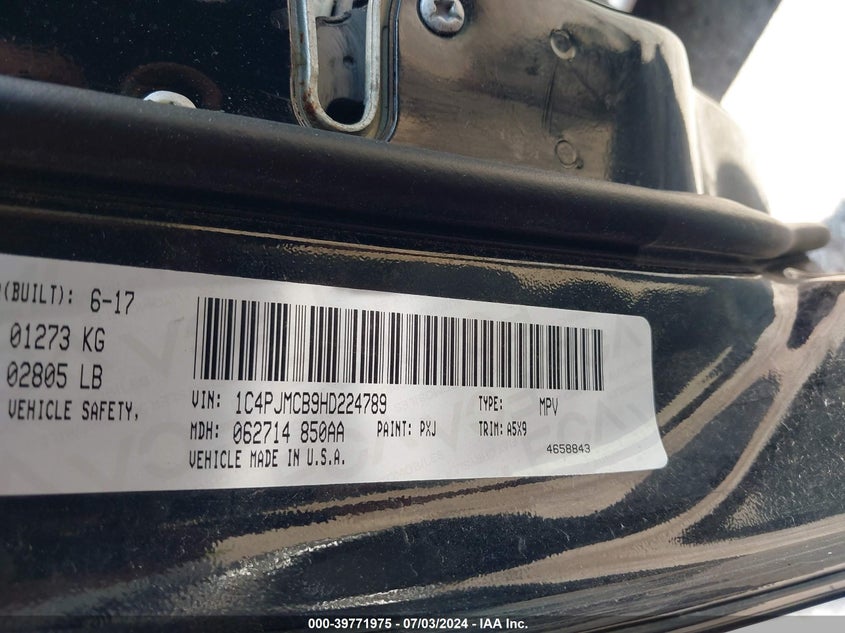 (BUILT): 6-17
01273 KG
02805 LB
VEHICLE SAFETY,
VIN: 1C4PJMCB9HD224789 TYPE: MPV
MDH: 062714 850AA PAINT: PXJ TRIM: A5X9
VEHICLE MADE IN U.S.A. 4658843
000-39771975 - 07/03/2024 - IAA Inc.